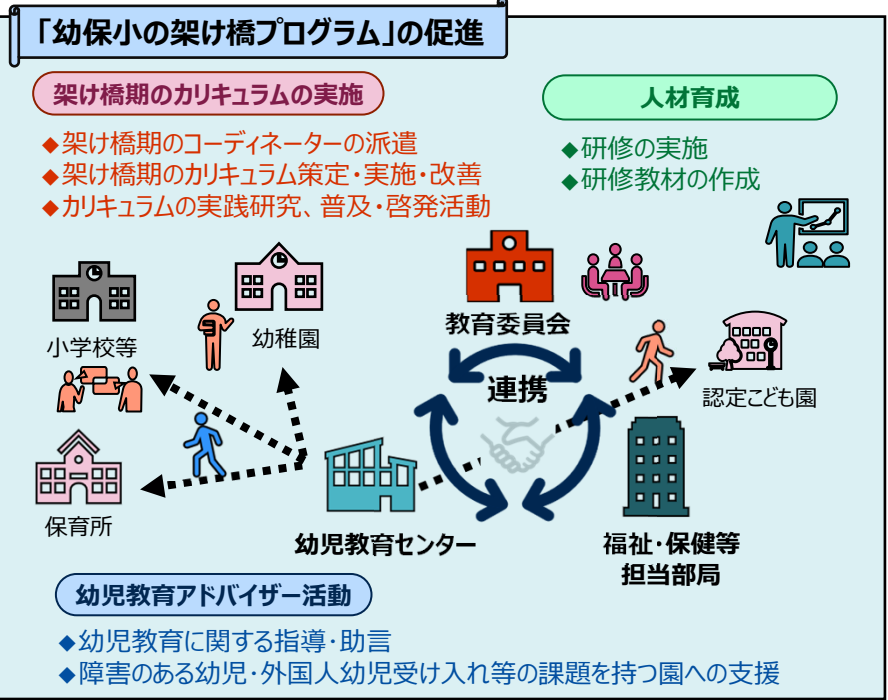 「幼保小の架け橋プログラム」の促進
架け橋期のカリキュラムの実施
◆架け橋期のコーディネーターの派遣
◆架け橋期のカリキュラム策定・実施・改善
◆カリキュラムの実践研究、普及・啓発活動
人材育成
◆研修の実施
◆研修教材の作成
小学校等
幼稚園
教育委員会
連携
認定こども園
保育所
幼児教育センター
福祉・保健等
担当部局
幼児教育アドバイザー活動
◆幼児教育に関する指導・助言
◆障害のある幼児・外国人幼児受け入れ等の課題を持つ園への支援